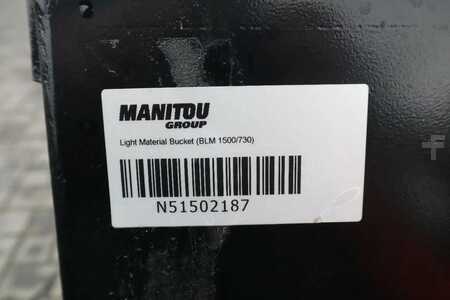 MANITOU
GROUP
Light Material Bucket (BLM 1500/730)
N51502187